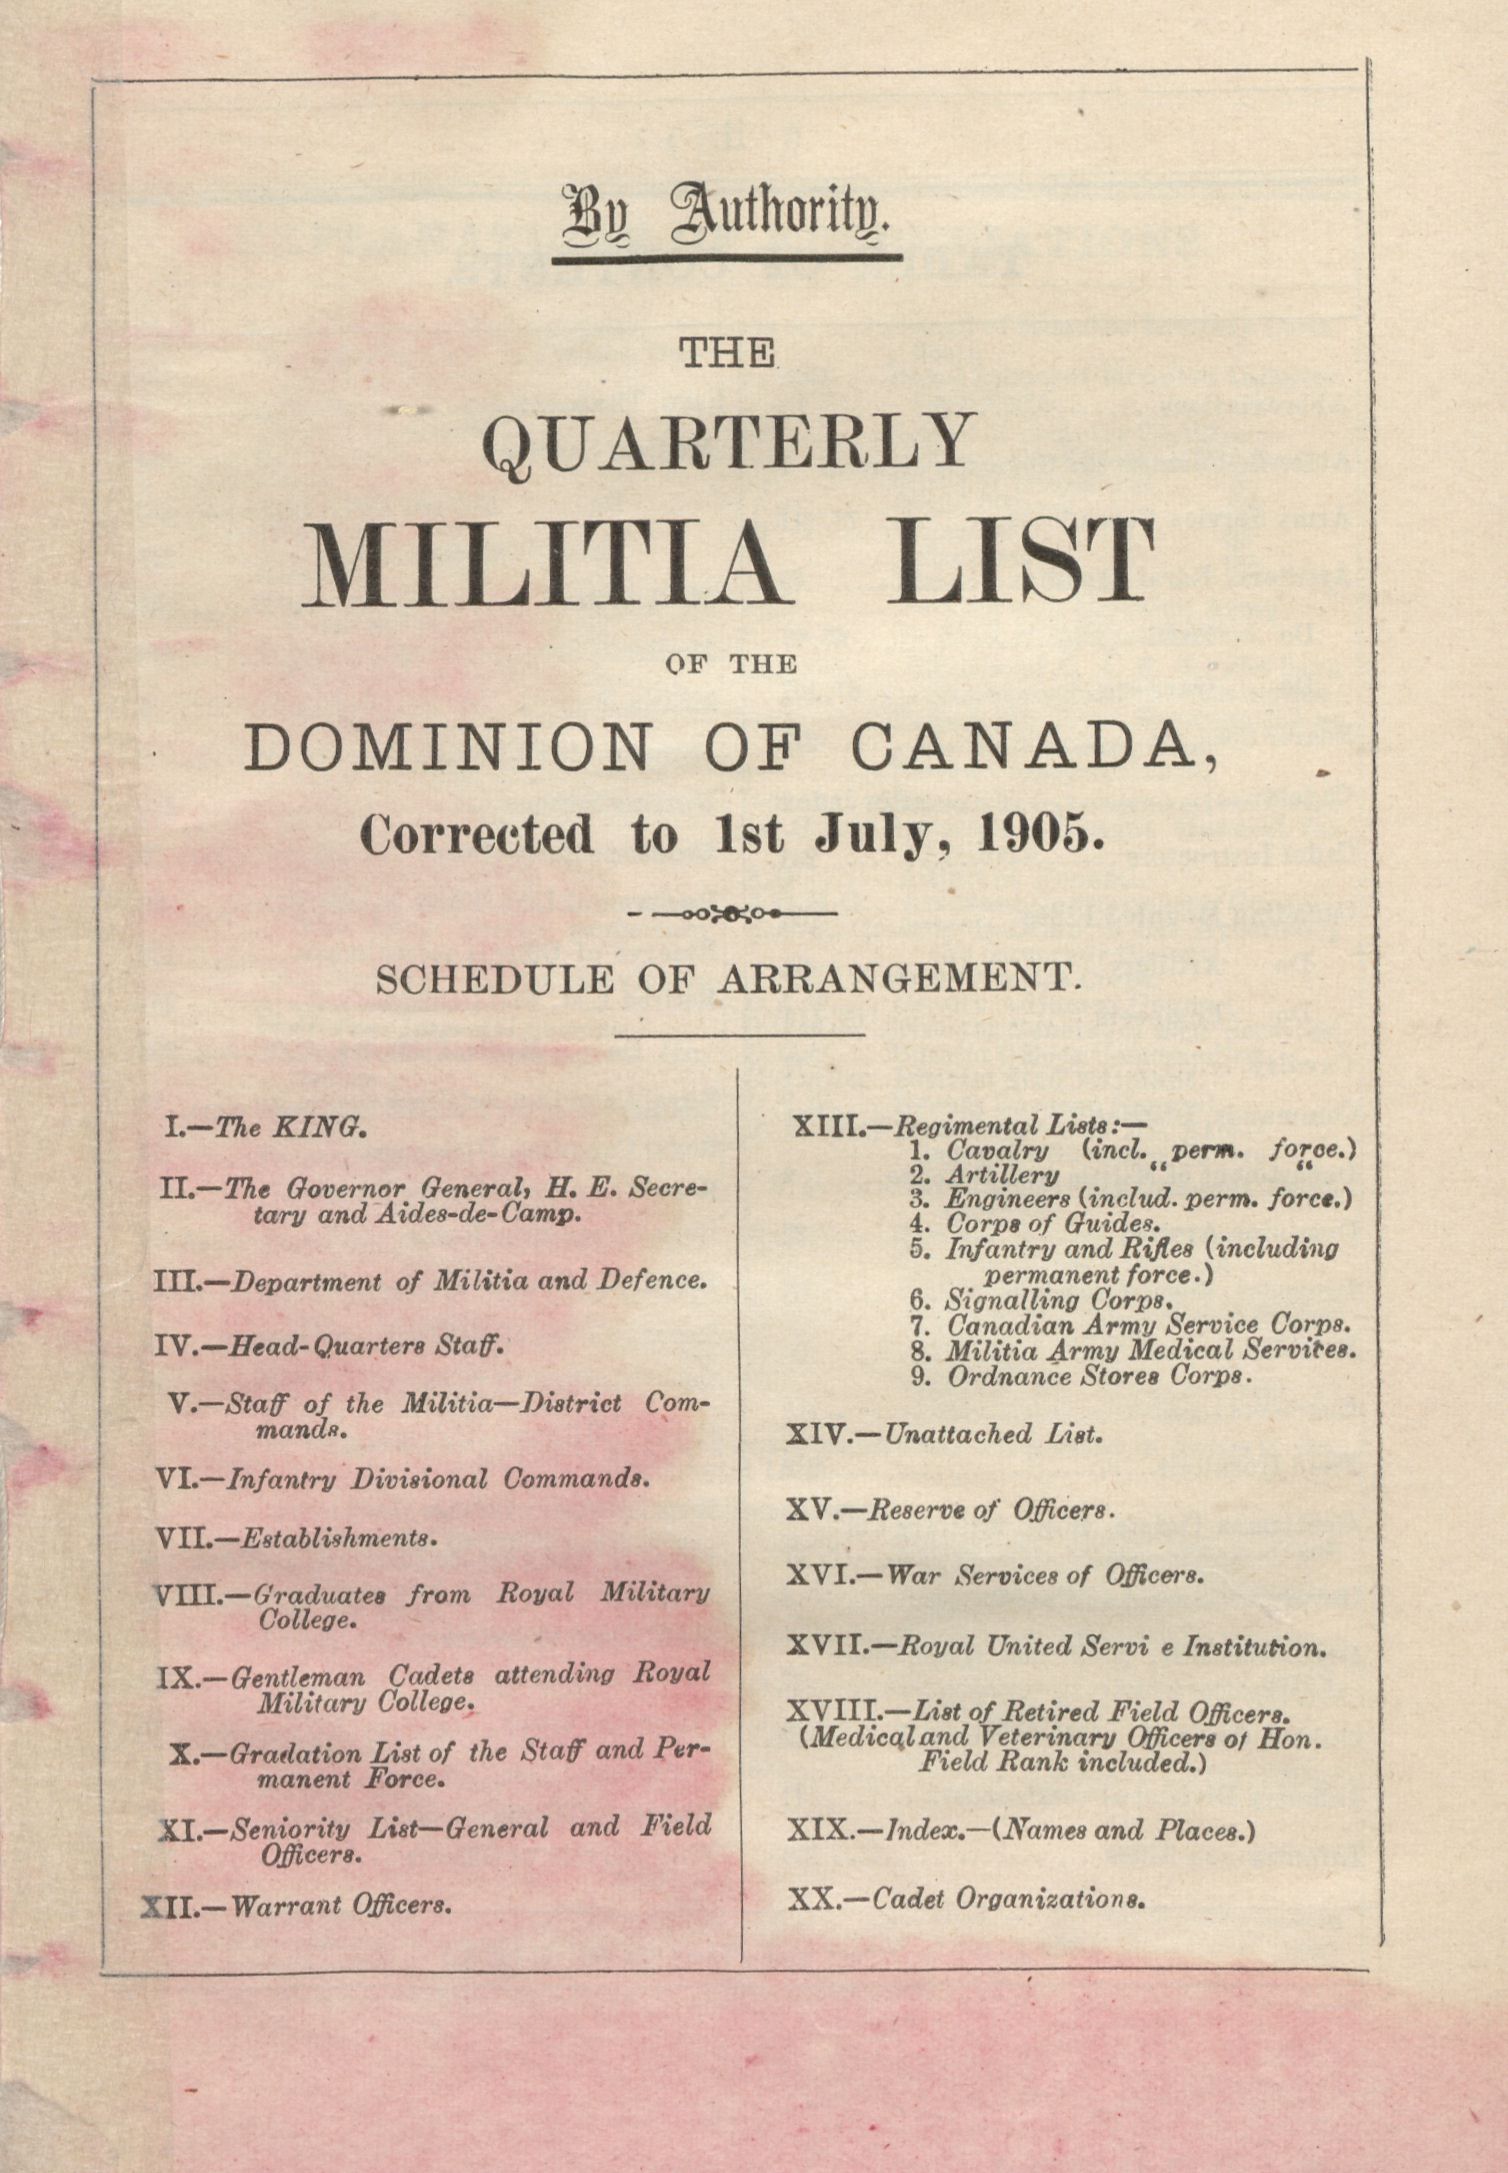 By Authority.
THE
QUARTERLY
MILITIA LIST
OF THE
DOMINION OF CANADA,
Corrected to 1st July, 1905.
SCHEDULE OF ARRANGEMENT.
I.—The KING.
II.—The Governor General, H. E. Secre-
tary and Aides-de-Camp.
III.—Department of Militia and Defence.
IV.—Head-Quarters Staff.
V.—Staff of the Militia—District Com-
mands.
VI.—Infantry Divisional Commands.
VII.—Establishments.
VIII.—Graduates from Royal Military
College.
IX.—Gentleman Cadets attending Royal
Military College.
X.—Gradation List of the Staff and Per-
manent Force.
XI.—Seniority List—General and Field
Officers.
XII.—Warrant Officers.
XIII.—Regimental Lists:—
1. Cavalry (incl. perm. force.)
2. Artillery " "
3. Engineers (includ. perm. force.)
4. Corps of Guides.
5. Infantry and Rifles (including
permanent force.)
6. Signalling Corps.
7. Canadian Army Service Corps.
8. Militia Army Medical Services.
9. Ordnance Stores Corps.
XIV.—Unattached List.
XV.—Reserve of Officers.
XVI.—War Services of Officers.
XVII.—Royal United Servi e Institution.
XVIII.—List of Retired Field Officers.
(Medical and Veterinary Officers of Hon.
Field Rank included.)
XIX.—Index.—(Names and Places.)
XX.—Cadet Organizations.